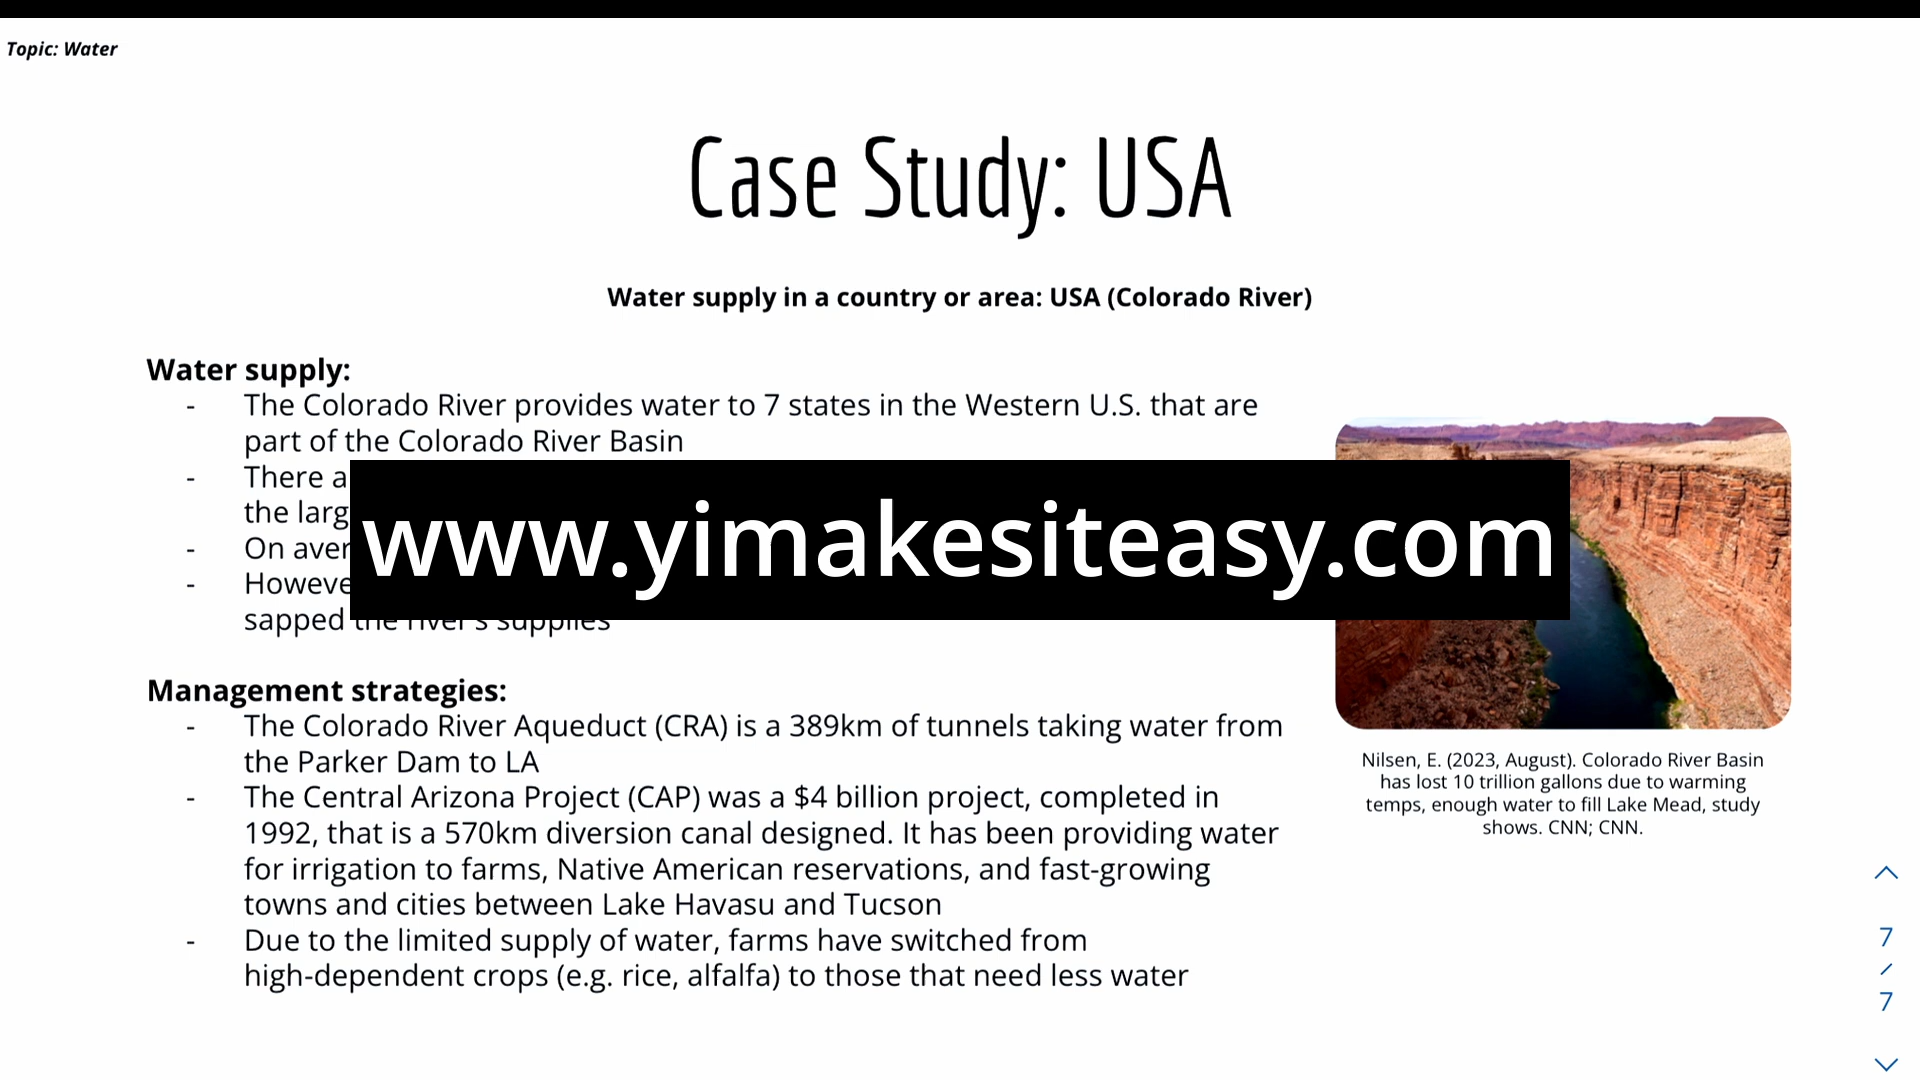 Topic: Water
Case Study: USA
Water supply in a country or area: USA (Colorado River)
Water supply:
- The Colorado River provides water to 7 states in the Western U.S. that are
part of the Colorado River Basin
- There
the
www.yimakesiteasy.com
- On
-
sapped the river's supplies
Management strategies:
- The Colorado River Aqueduct (CRA) is a 389km of tunnels taking water from
the Parker Dam to LA
- The Central Arizona Project (CAP) was a $4 billion project, completed in
1992, that is a 570km diversion canal designed. It has been providing water
for irrigation to farms, Native American reservations, and fast-growing
towns and cities between Lake Havasu and Tucson
- Due to the limited supply of water, farms have switched from
high-dependent crops (e.g. rice, alfalfa) to those that need less water
Nilsen, E. (2023, August). Colorado River Basin
has lost 10 trillion gallons due to warming
temps, enough water to fill Lake Mead, study
shows. CNN; CNN.
7
/
7